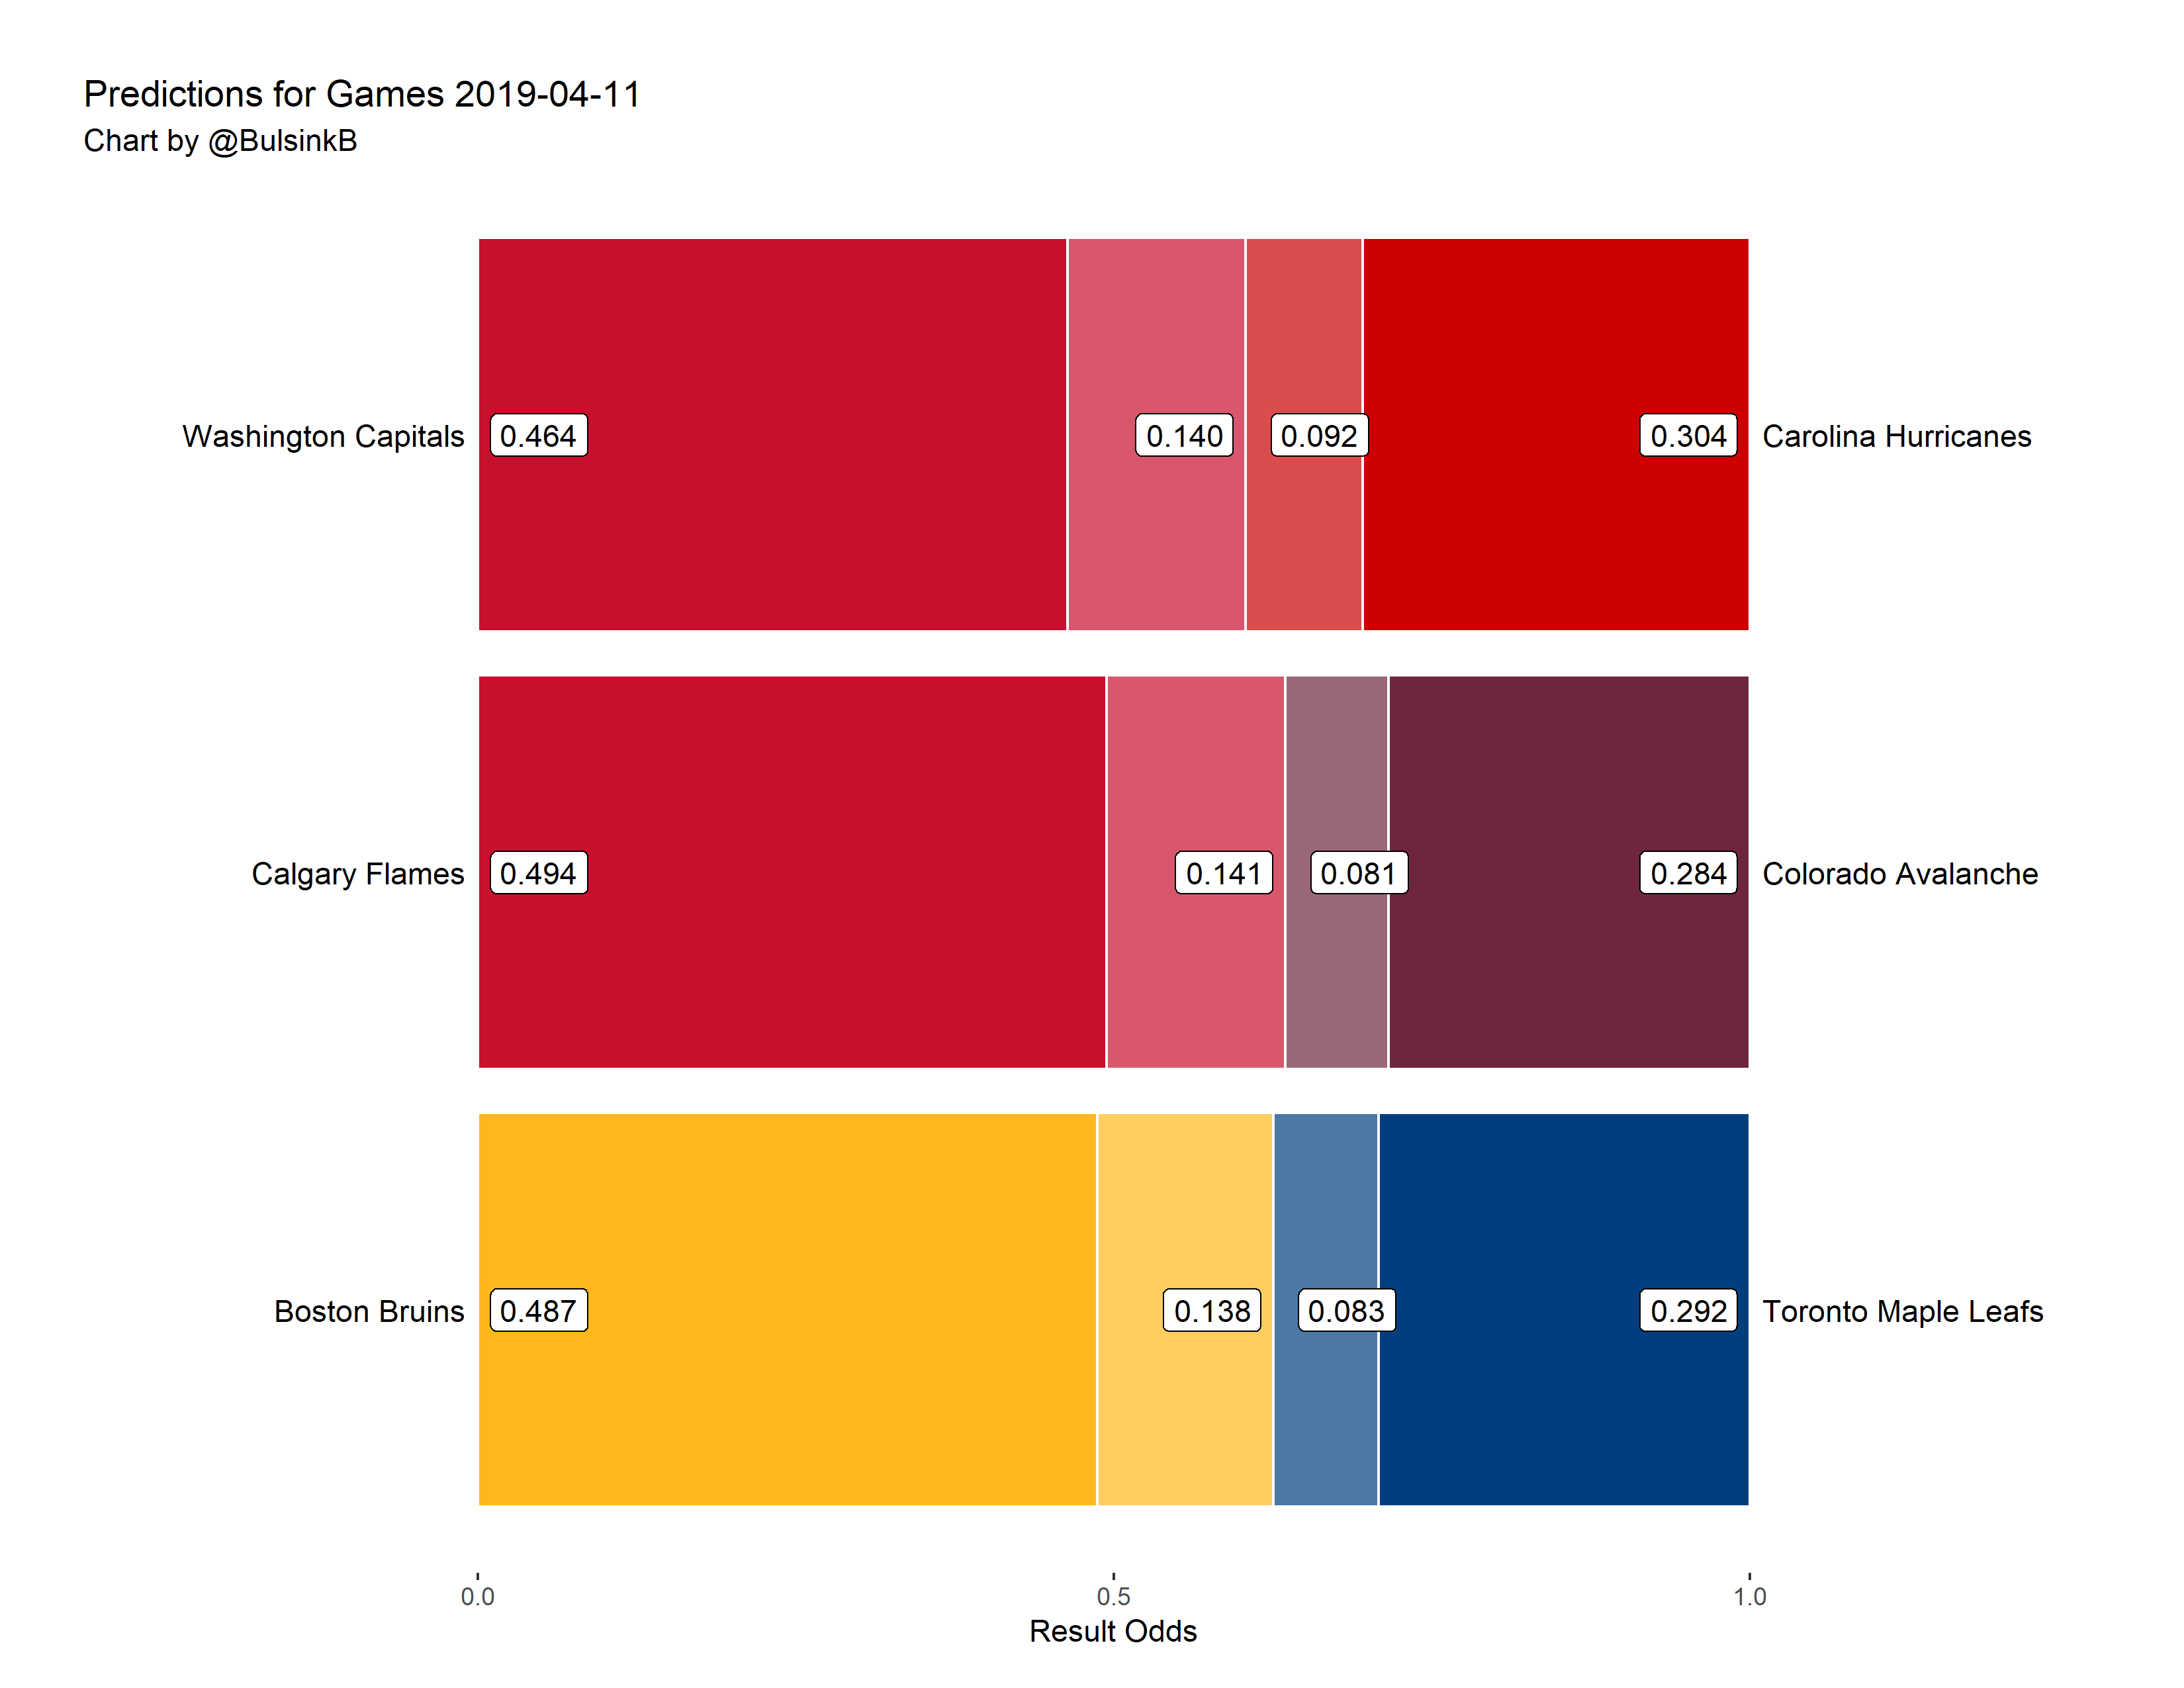 Predictions for Games 2019-04-11
Chart by @BulsinkB
Washington Capitals 0.464 0.140 0.092 0.304 Carolina Hurricanes
Calgary Flames 0.494 0.141 0.081 0.284 Colorado Avalanche
Boston Bruins 0.487 0.138 0.083 0.292 Toronto Maple Leafs
0.0 0.5 1.0
Result Odds